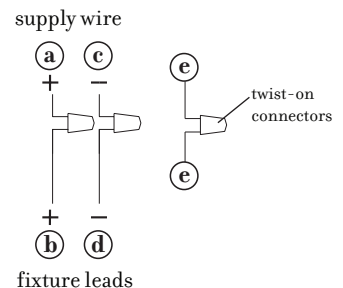 supply wire
a c
+ −
e
twist-on
connectors
e
+ −
b d
fixture leads